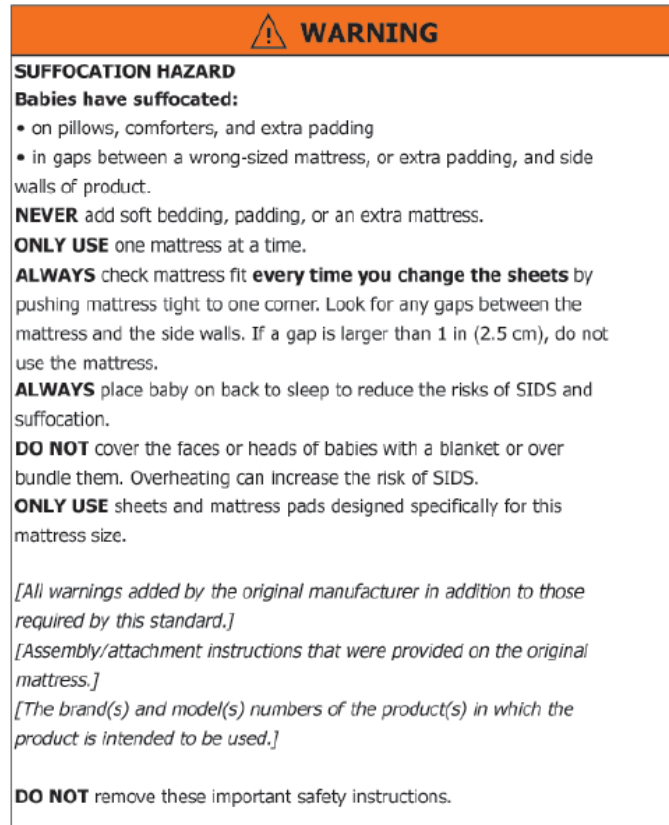 ⚠ WARNING
SUFFOCATION HAZARD
Babies have suffocated:
• on pillows, comforters, and extra padding
• in gaps between a wrong-sized mattress, or extra padding, and side
walls of product.
NEVER add soft bedding, padding, or an extra mattress.
ONLY USE one mattress at a time.
ALWAYS check mattress fit every time you change the sheets by
pushing mattress tight to one corner. Look for any gaps between the
mattress and the side walls. If a gap is larger than 1 in (2.5 cm), do not
use the mattress.
ALWAYS place baby on back to sleep to reduce the risks of SIDS and
suffocation.
DO NOT cover the faces or heads of babies with a blanket or over
bundle them. Overheating can increase the risk of SIDS.
ONLY USE sheets and mattress pads designed specifically for this
mattress size.
[All warnings added by the original manufacturer in addition to those
required by this standard.]
[Assembly/attachment instructions that were provided on the original
mattress.]
[The brand(s) and model(s) numbers of the product(s) in which the
product is intended to be used.]
DO NOT remove these important safety instructions.